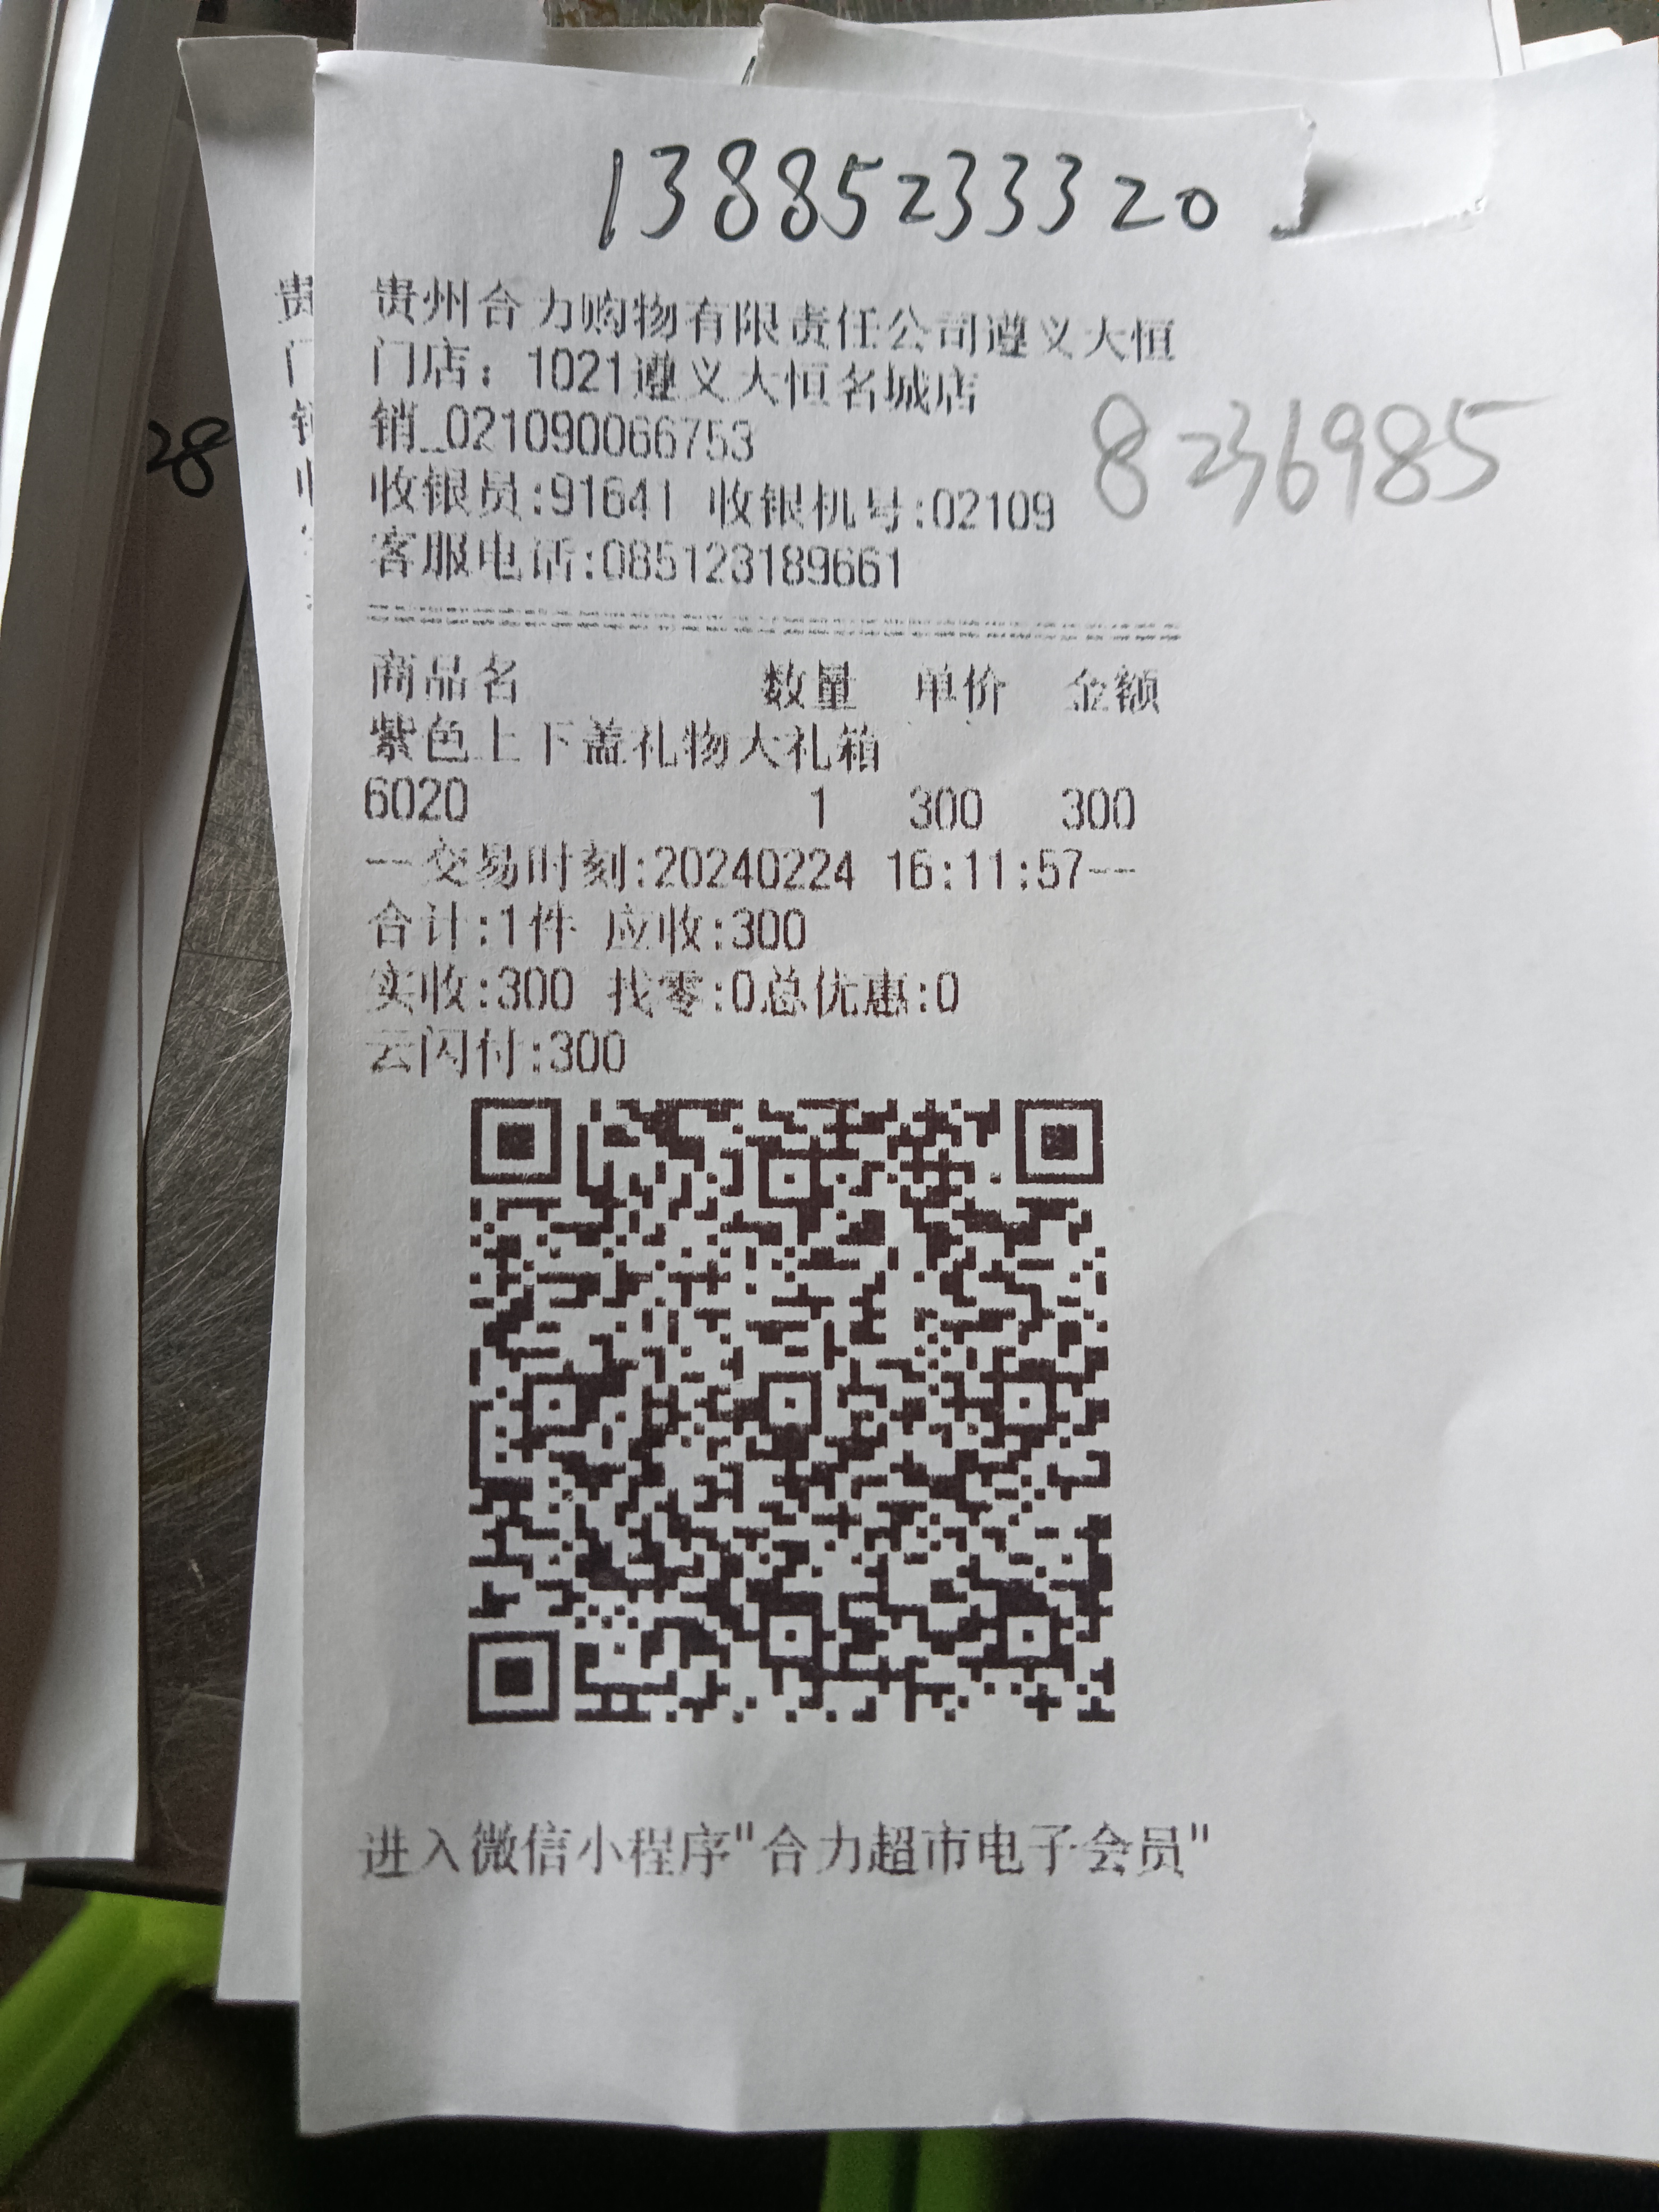 13885233320
贵州合力购物有限责任公司遵义大恒
门店：1021遵义大恒名城店
销_021090066753
8236985
收银员:91641 收银机号:02109
客服电话:085123189661
商品名 数量 单价 金额
紫色上下盖礼物大礼箱
6020 1 300 300
--交易时刻:20240224 16:11:57--
合计:1件 应收:300
实收:300 找零:0总优惠:0
云闪付:300
进入微信小程序"合力超市电子会员"
28
贵
门